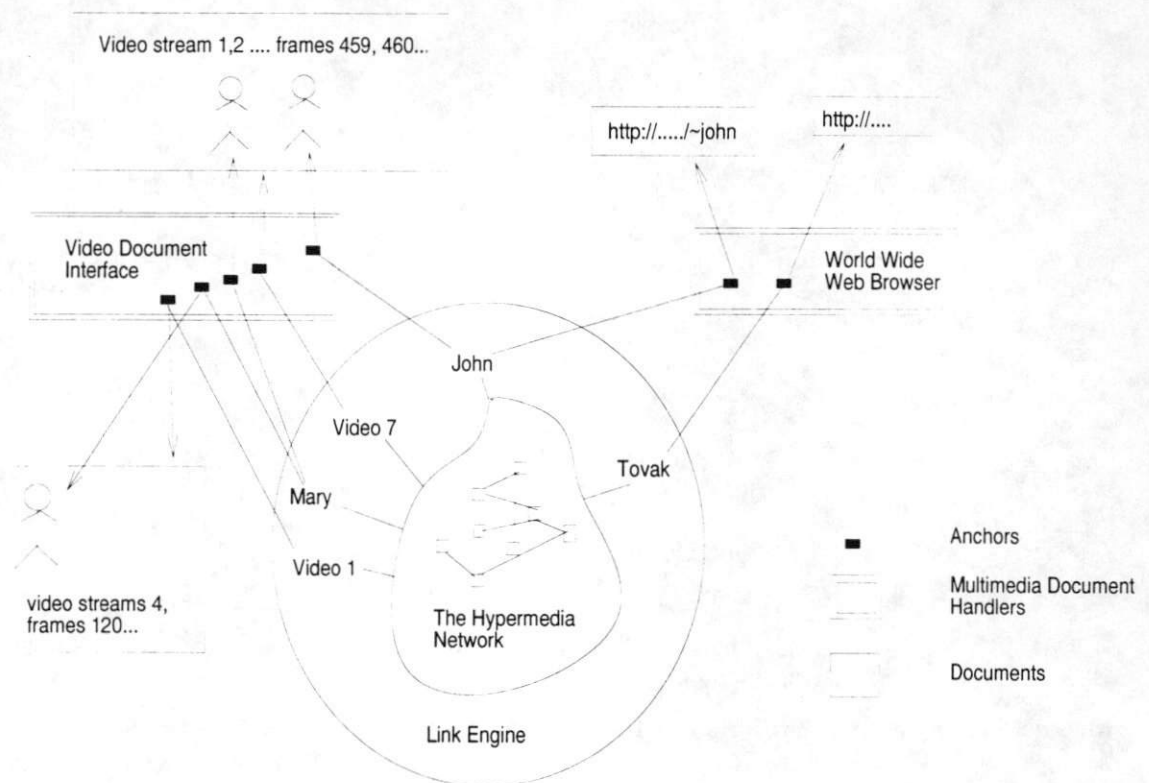 Video stream 1,2 .... frames 459, 460...
http://...../~john
http://....
Video Document
Interface
World Wide
Web Browser
John
Video 7
Tovak
Mary
Video 1
video streams 4,
frames 120...
The Hypermedia
Network
Link Engine
Anchors
Multimedia Document
Handlers
Documents